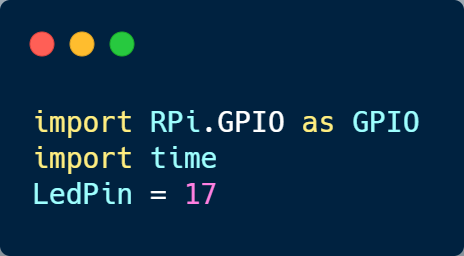 import RPi.GPIO as GPIO
import time
LedPin = 17